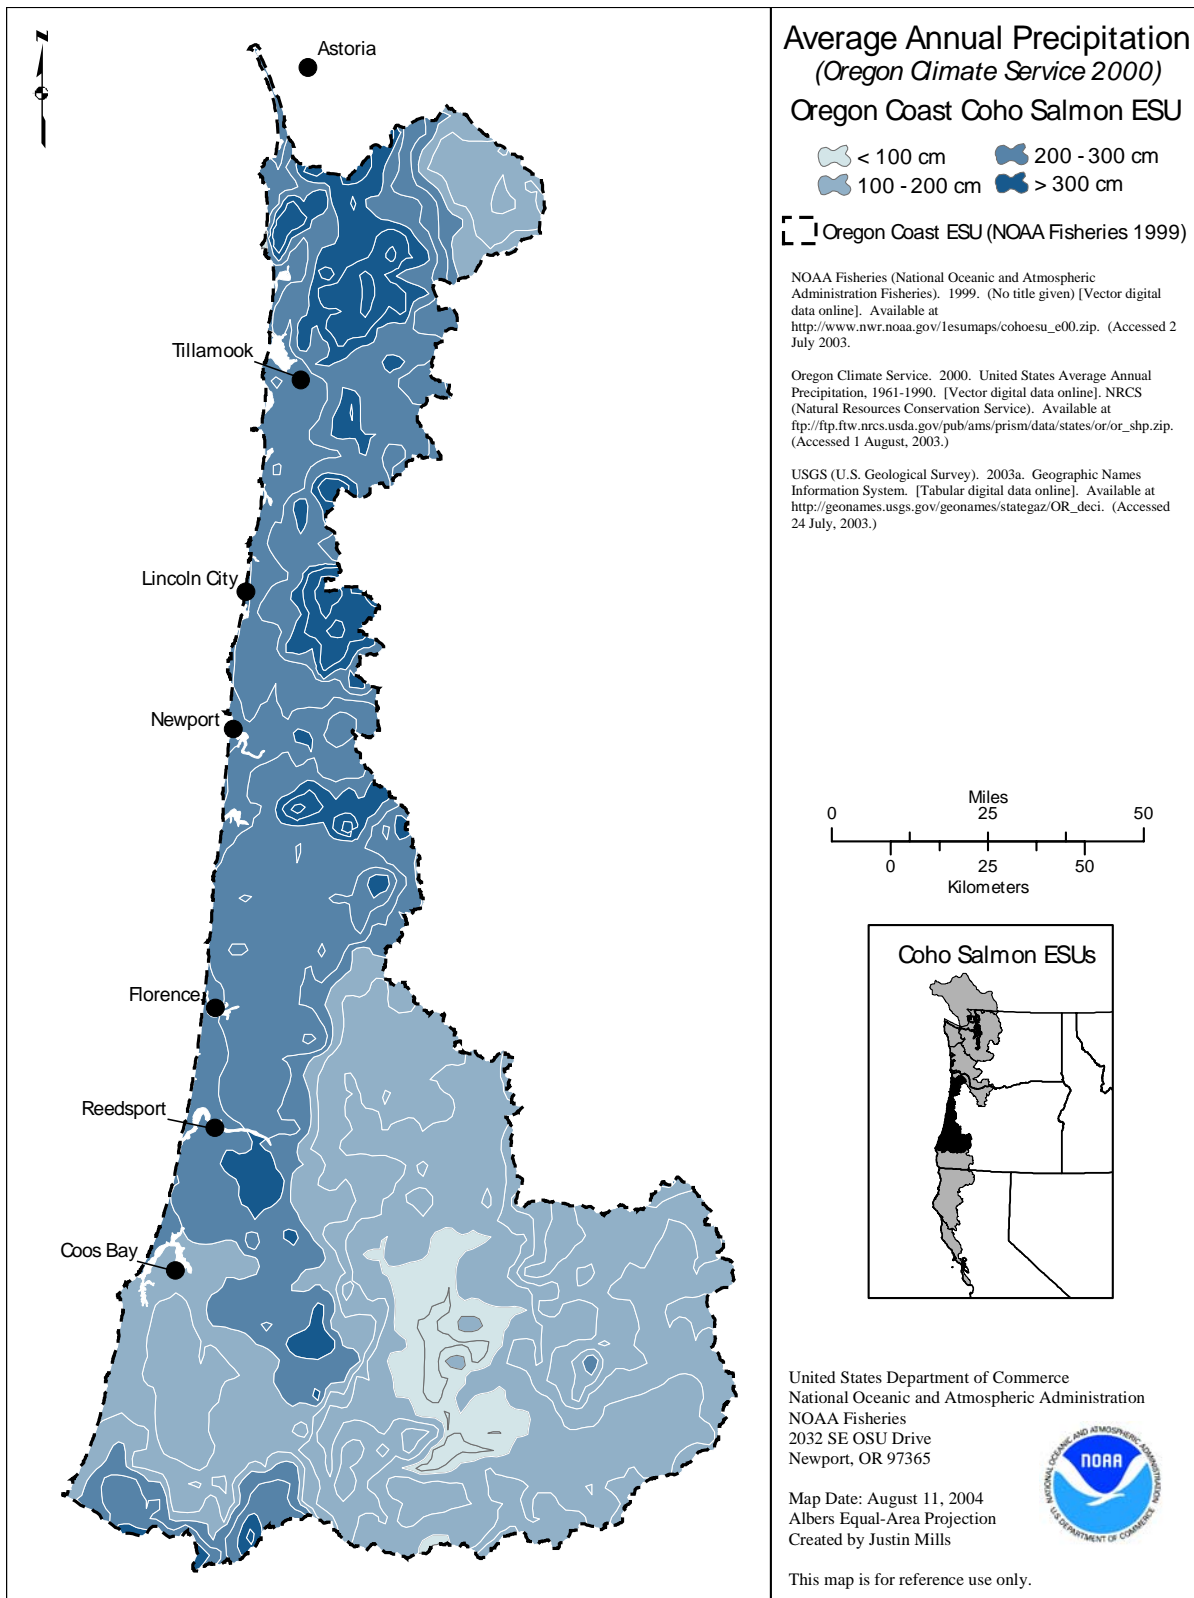 N
Astoria
Tillamook
Lincoln City
Newport
Florence
Reedsport
Coos Bay
Average Annual Precipitation
(Oregon Climate Service 2000)
Oregon Coast Coho Salmon ESU
< 100 cm
200 - 300 cm
100 - 200 cm
> 300 cm
Oregon Coast ESU (NOAA Fisheries 1999)
NOAA Fisheries (National Oceanic and Atmospheric
Administration Fisheries). 1999. (No title given) [Vector digital
data online]. Available at
http://www.nwr.noaa.gov/1esumaps/cohoesu_e00.zip. (Accessed 2
July 2003.
Oregon Climate Service. 2000. United States Average Annual
Precipitation, 1961-1990. [Vector digital data online]. NRCS
(Natural Resources Conservation Service). Available at
ftp://ftp.ftw.nrcs.usda.gov/pub/ams/prism/data/states/or/or_shp.zip.
(Accessed 1 August, 2003.)
USGS (U.S. Geological Survey). 2003a. Geographic Names
Information System. [Tabular digital data online]. Available at
http://geonames.usgs.gov/geonames/stategaz/OR_deci. (Accessed
24 July, 2003.)
Miles
0 25 50
0 25 50
Kilometers
Coho Salmon ESUs
United States Department of Commerce
National Oceanic and Atmospheric Administration
NOAA Fisheries
2032 SE OSU Drive
Newport, OR 97365
Map Date: August 11, 2004
Albers Equal-Area Projection
Created by Justin Mills
This map is for reference use only.
NATIONAL OCEANIC AND ATMOSPHERIC ADMINISTRATION
NOAA
U.S. DEPARTMENT OF COMMERCE